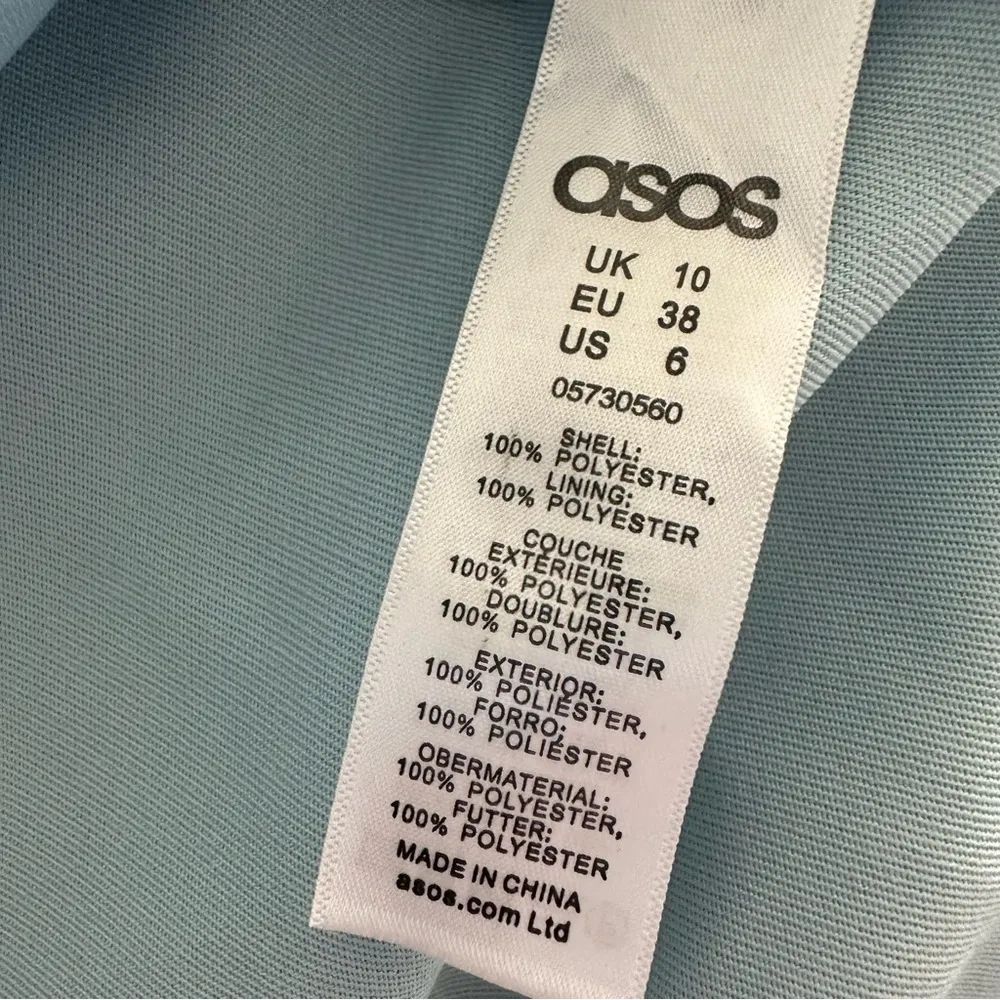 asos
UK 10
EU 38
US 6
05730560
SHELL:
100% POLYESTER,
LINING:
100% POLYESTER
COUCHE
EXTÉRIEURE:
100% POLYESTER,
DOUBLURE:
100% POLYESTER
EXTERIOR:
100% POLIÉSTER,
FORRO:
100% POLIÉSTER
OBERMATERIAL:
100% POLYESTER,
FUTTER:
100% POLYESTER
MADE IN CHINA
asos.com Ltd